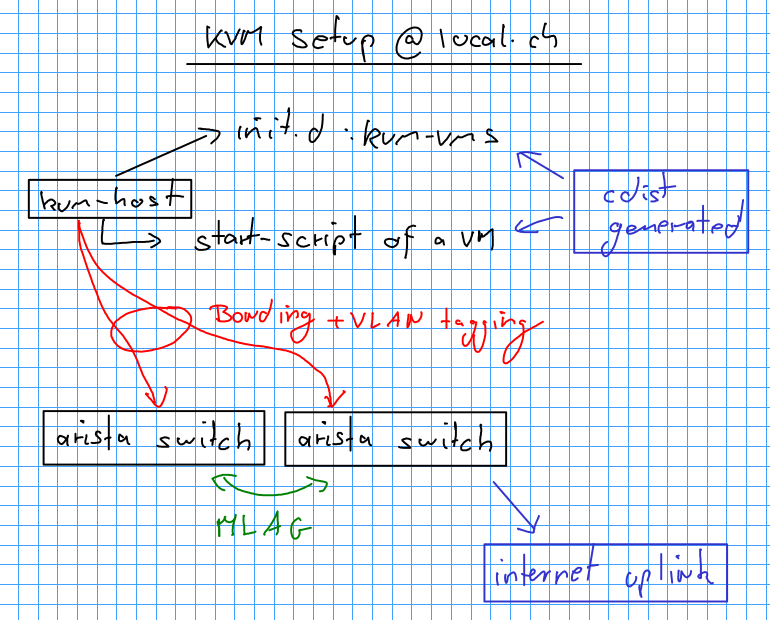 KVM setup @ local.ch
init.d : kvm-vms
kvm-host
cdist
generated
start-script of a VM
Bonding + VLAN tagging
arista switch
arista switch
MLAG
internet uplink